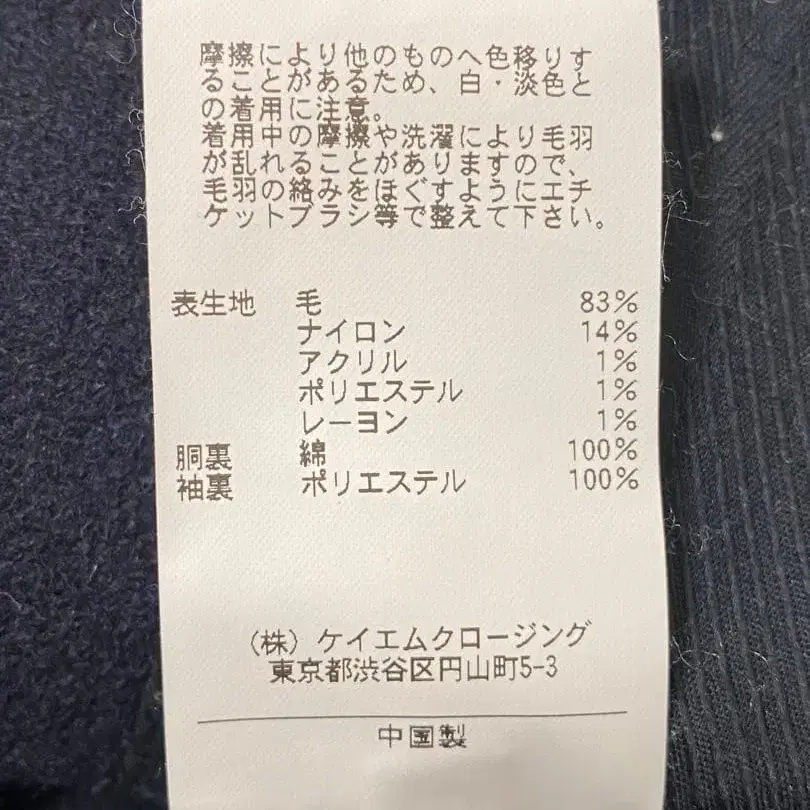 摩擦により他のものへ色移りす
ることがあるため、白・淡色と
の着用に注意。
着用中の摩擦や洗濯により毛羽
が乱れることがありますので、
毛羽の絡みをほぐすようにエチ
ケットブラシ等で整えて下さい。
表生地 毛 83%
ナイロン 14%
アクリル 1%
ポリエステル 1%
レーヨン 1%
胴裏 綿 100%
袖裏 ポリエステル 100%
(株)ケイエムクロージング
東京都渋谷区円山町5-3
中国製